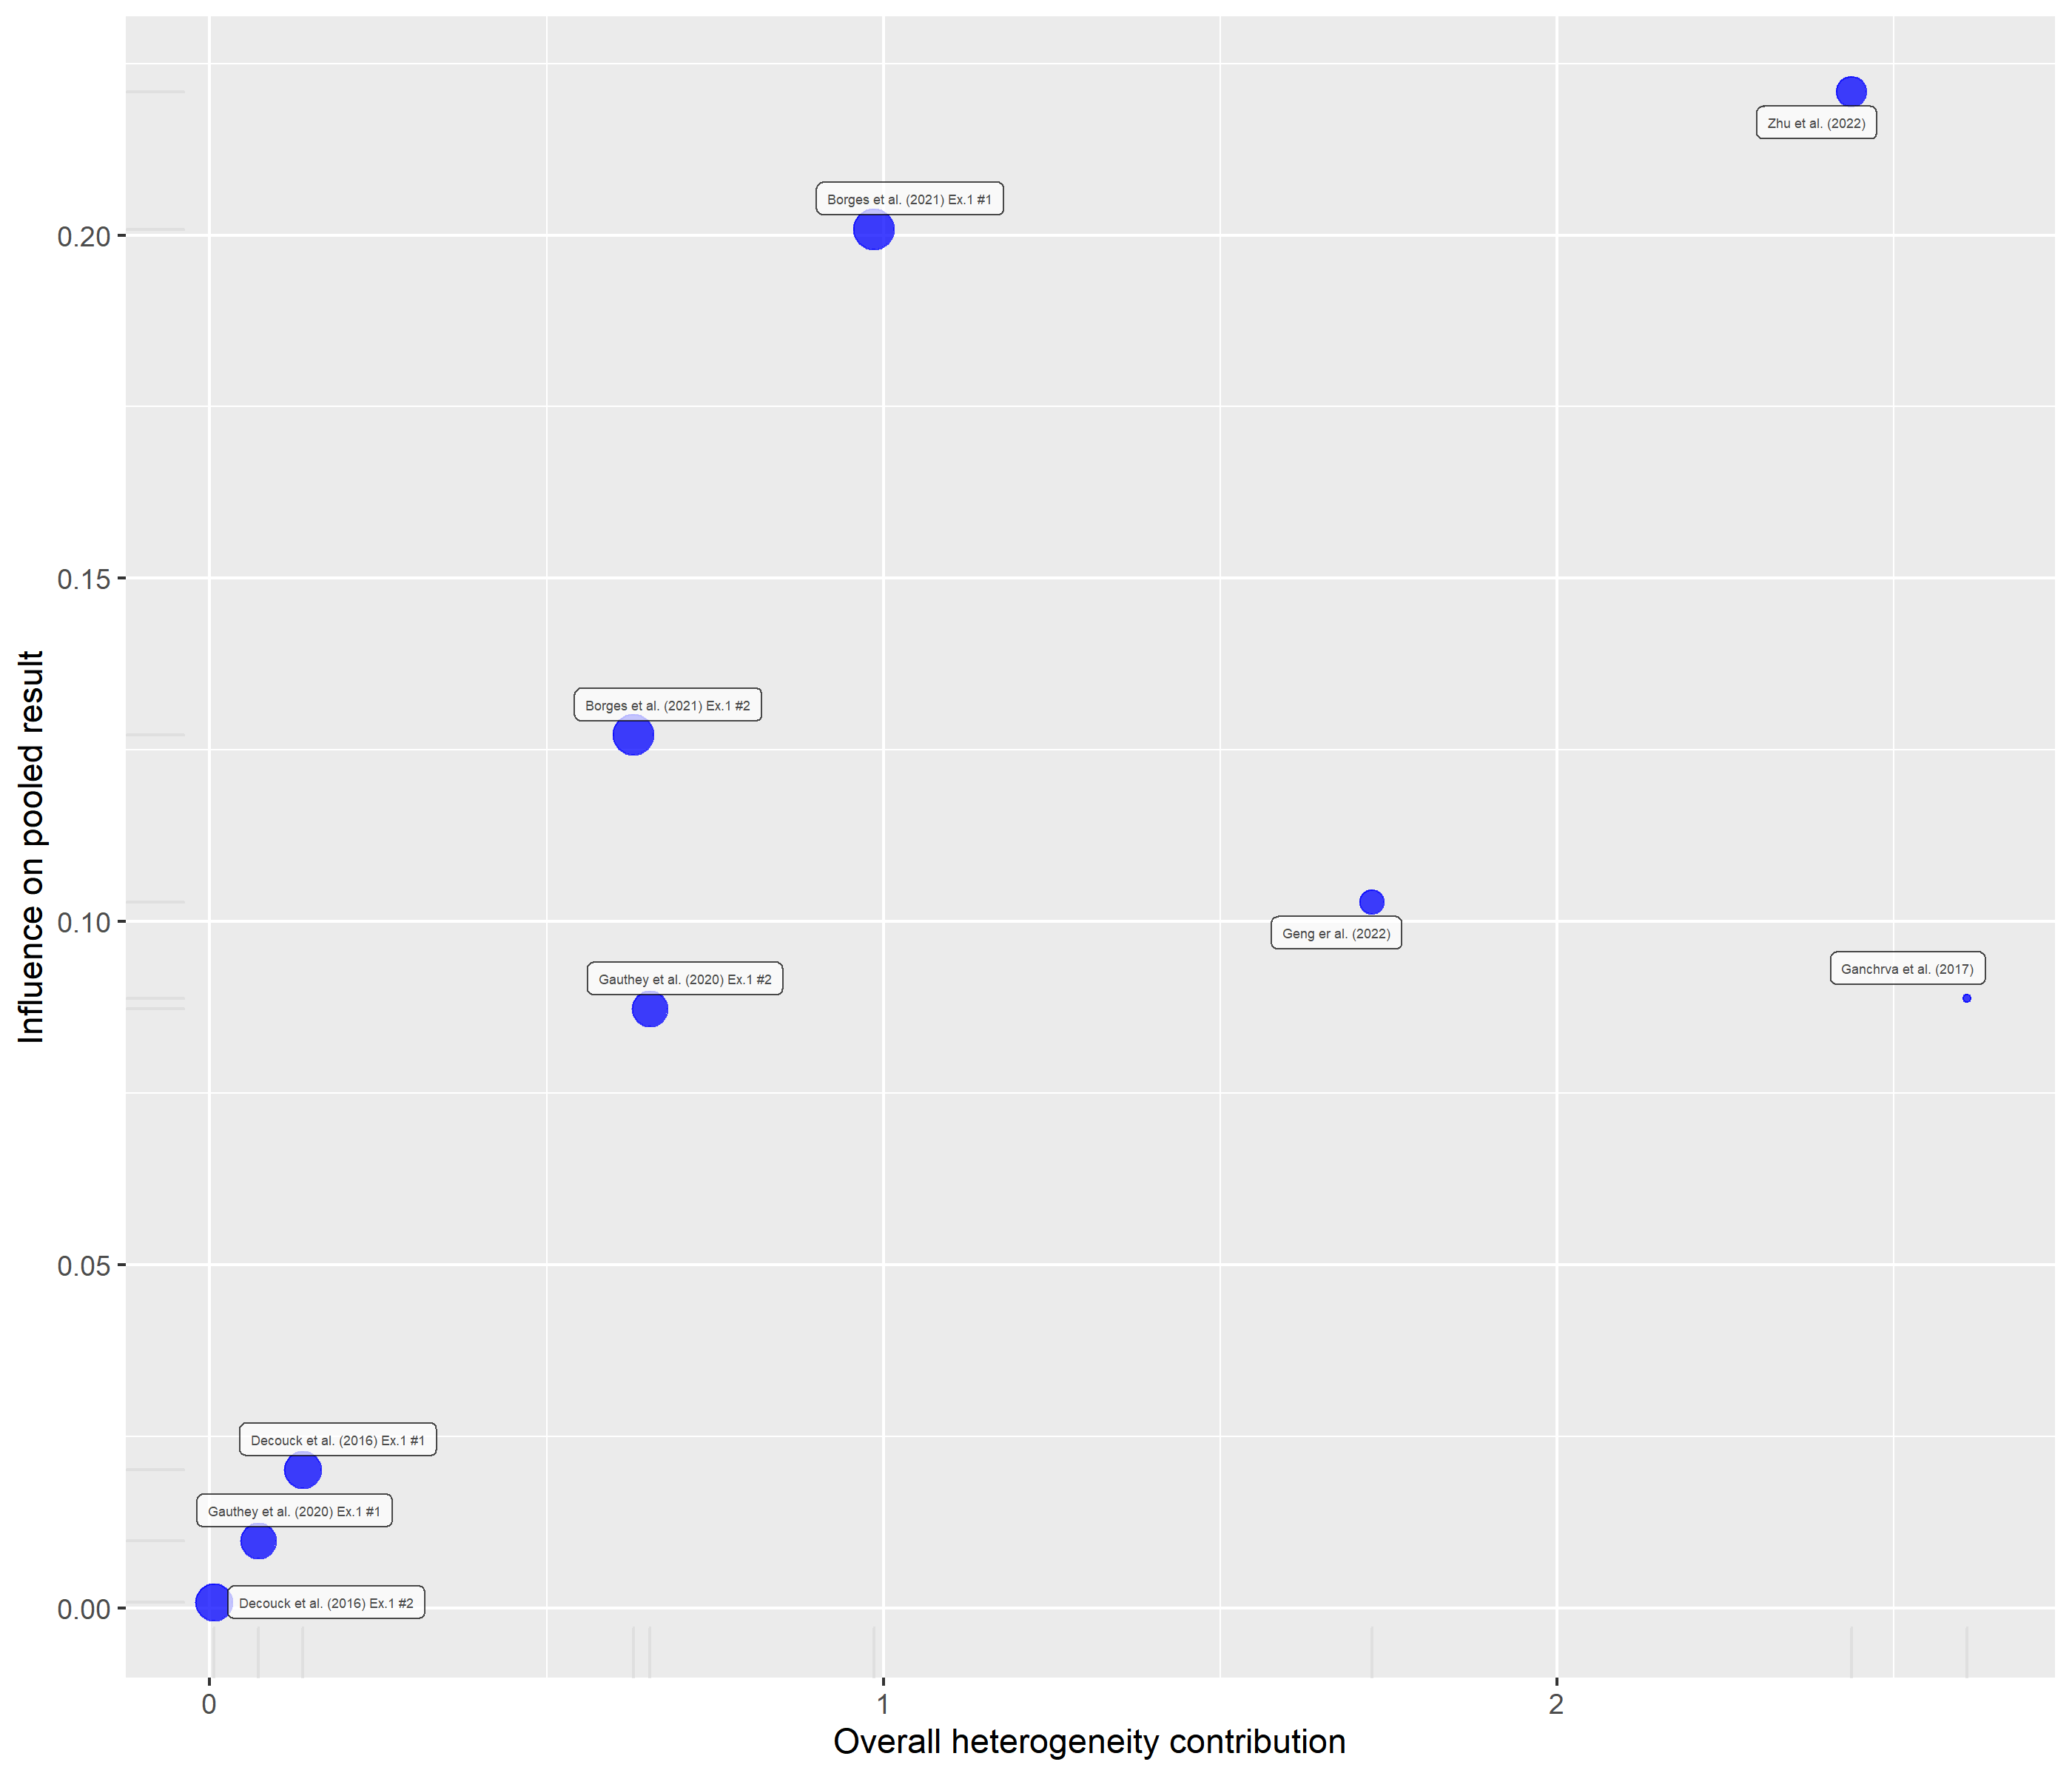 Zhu et al. (2022)
Borges et al. (2021) Ex.1 #1
0.20
0.15
Borges et al. (2021) Ex.1 #2
Influence on pooled result
0.10
Geng er al. (2022)
Ganchrva et al. (2017)
Gauthey et al. (2020) Ex.1 #2
0.05
Decouck et al. (2016) Ex.1 #1
Gauthey et al. (2020) Ex.1 #1
Decouck et al. (2016) Ex.1 #2
0.00
0
1
2
Overall heterogeneity contribution